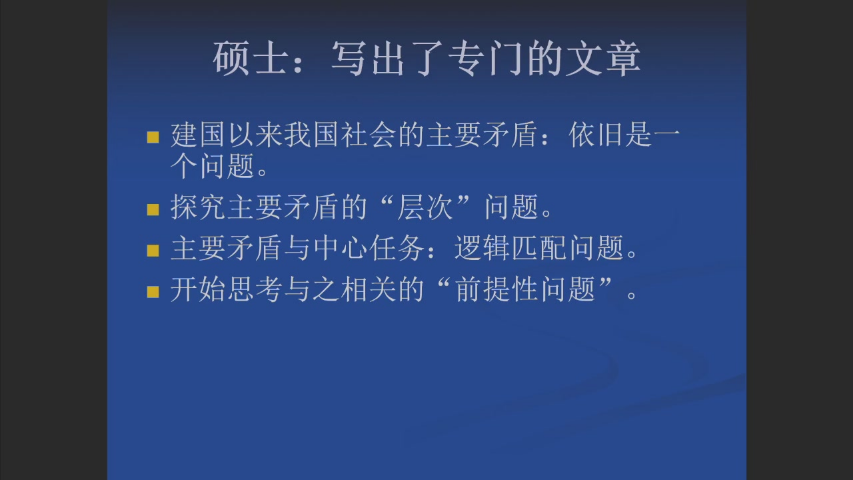 硕士：写出了专门的文章
建国以来我国社会的主要矛盾：依旧是一
个问题。
探究主要矛盾的“层次”问题。
主要矛盾与中心任务：逻辑匹配问题。
开始思考与之相关的“前提性问题”。